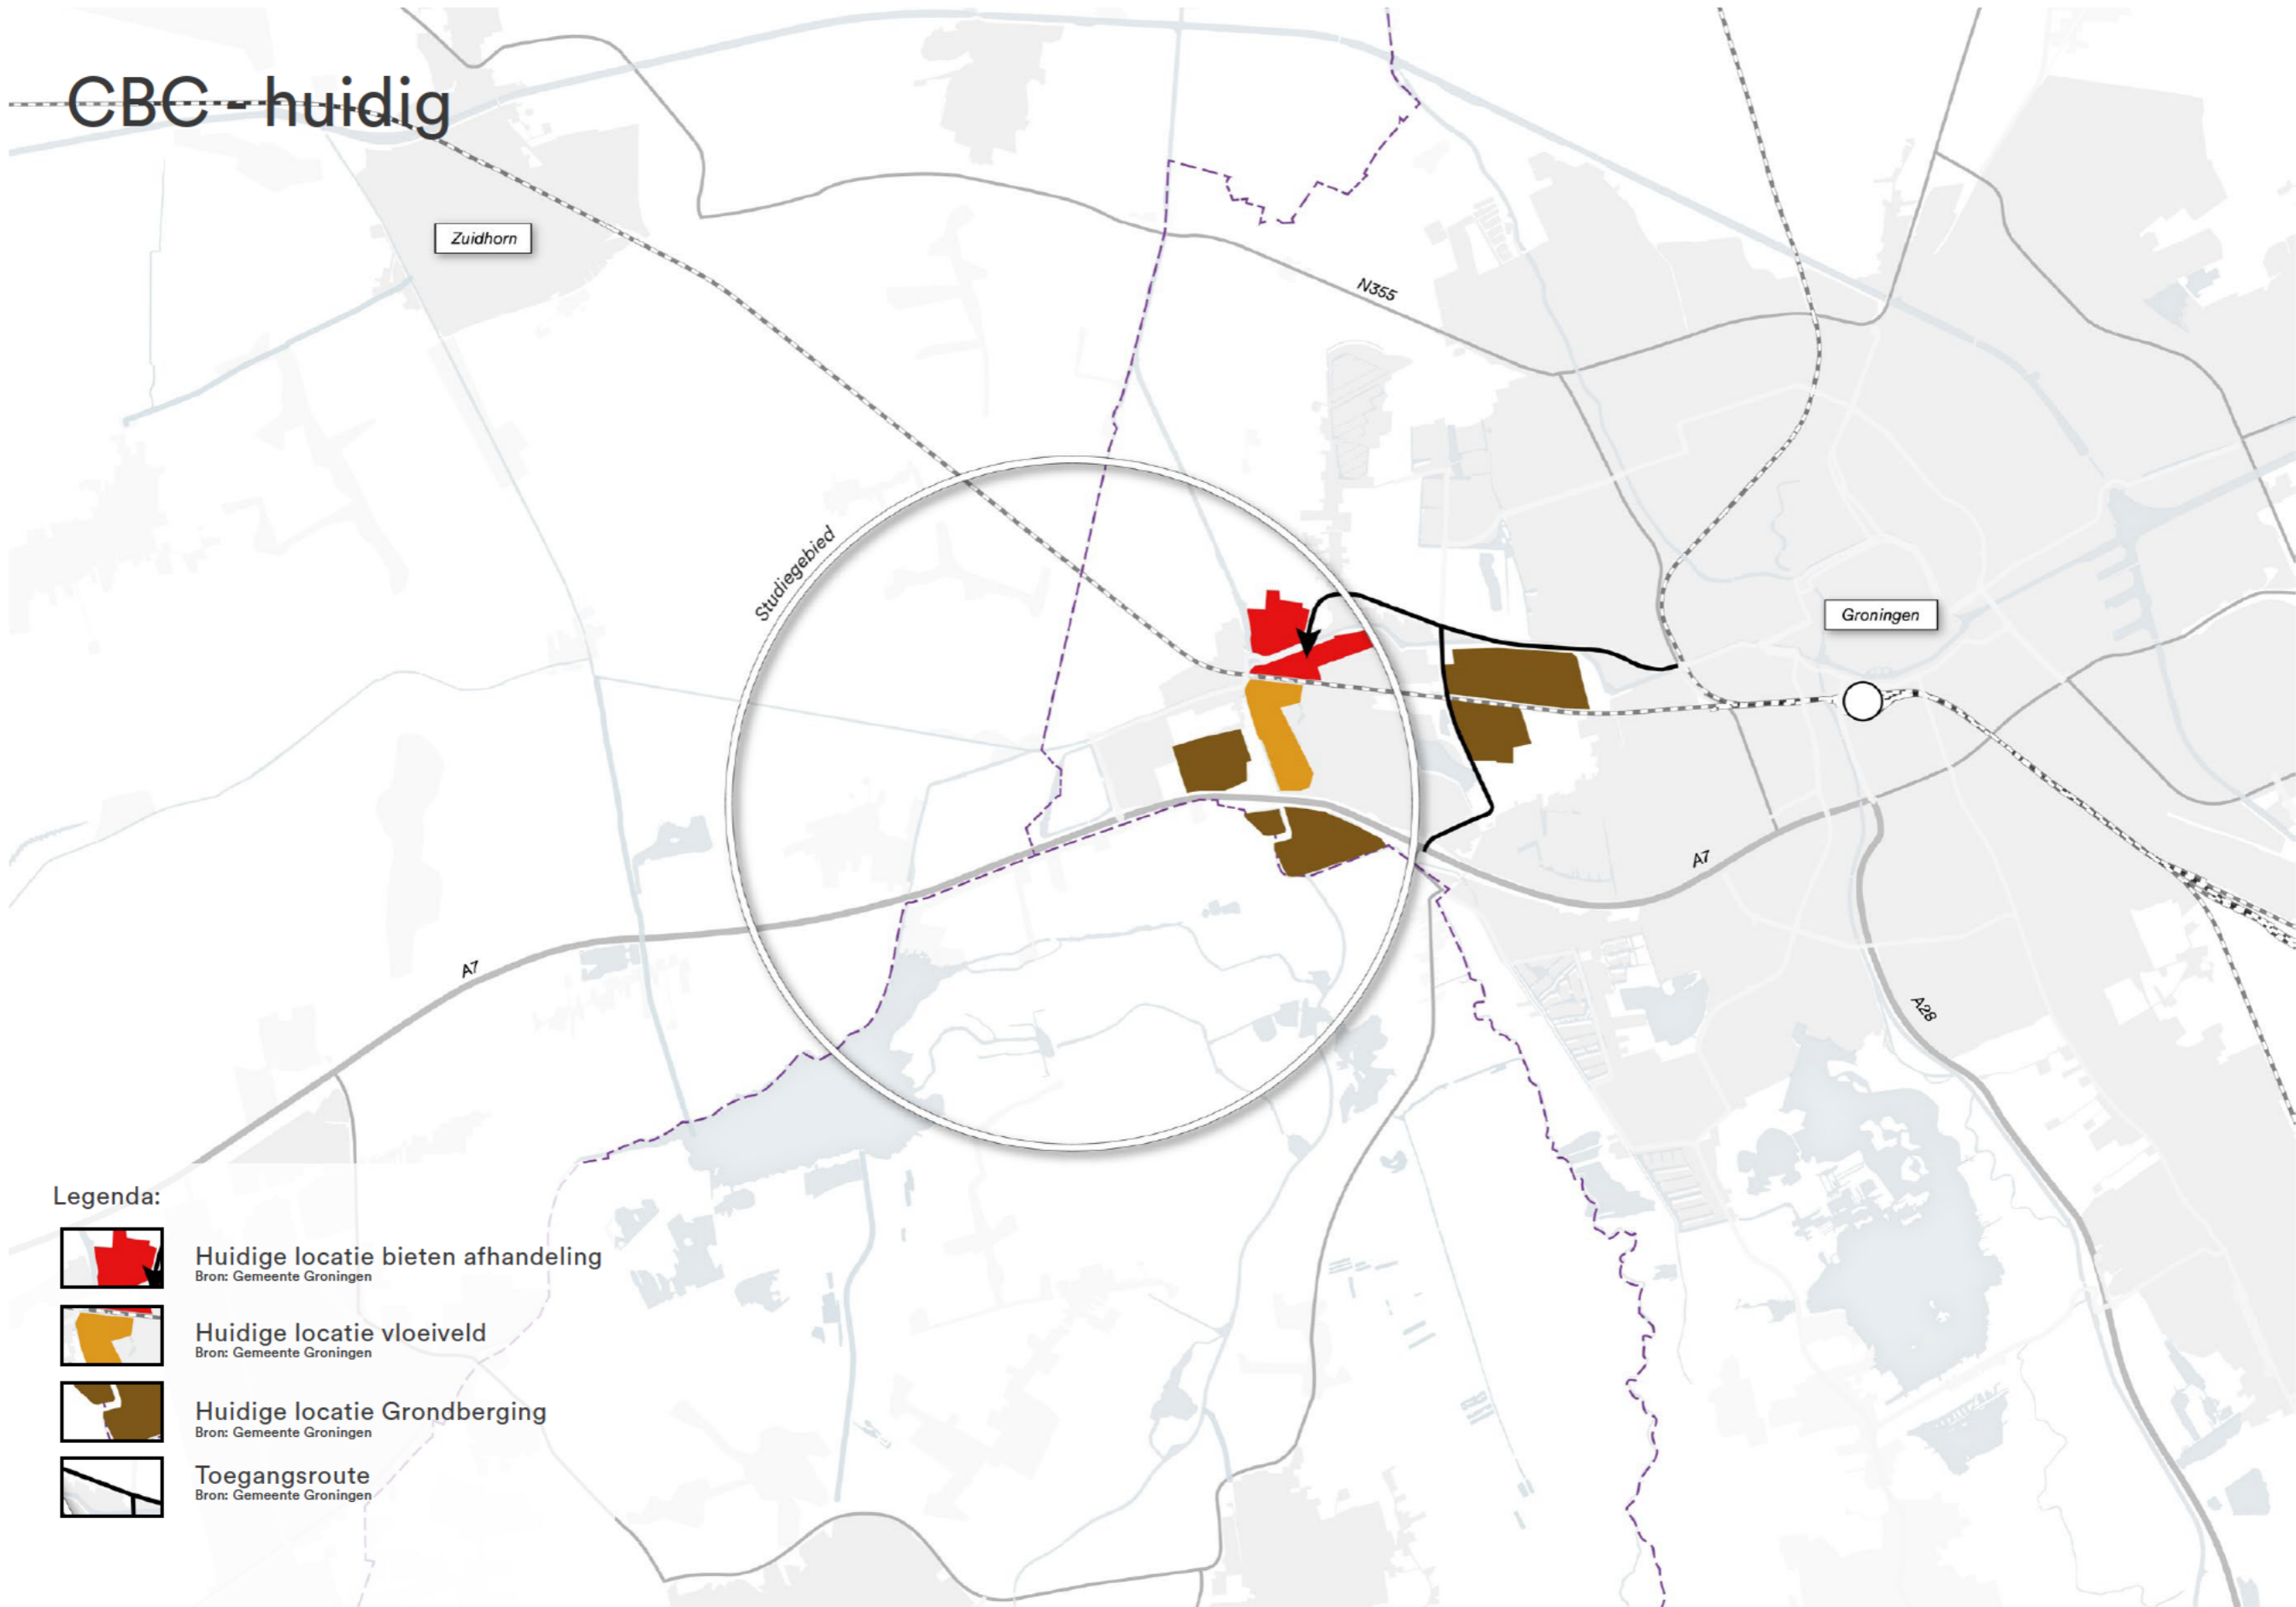 CBC - huidig
Zuidhorn
N355
Studiegebied
Groningen
A7
A7
A28
Legenda:
Huidige locatie bieten afhandeling
Bron: Gemeente Groningen
Huidige locatie vloeiveld
Bron: Gemeente Groningen
Huidige locatie Grondberging
Bron: Gemeente Groningen
Toegangsroute
Bron: Gemeente Groningen